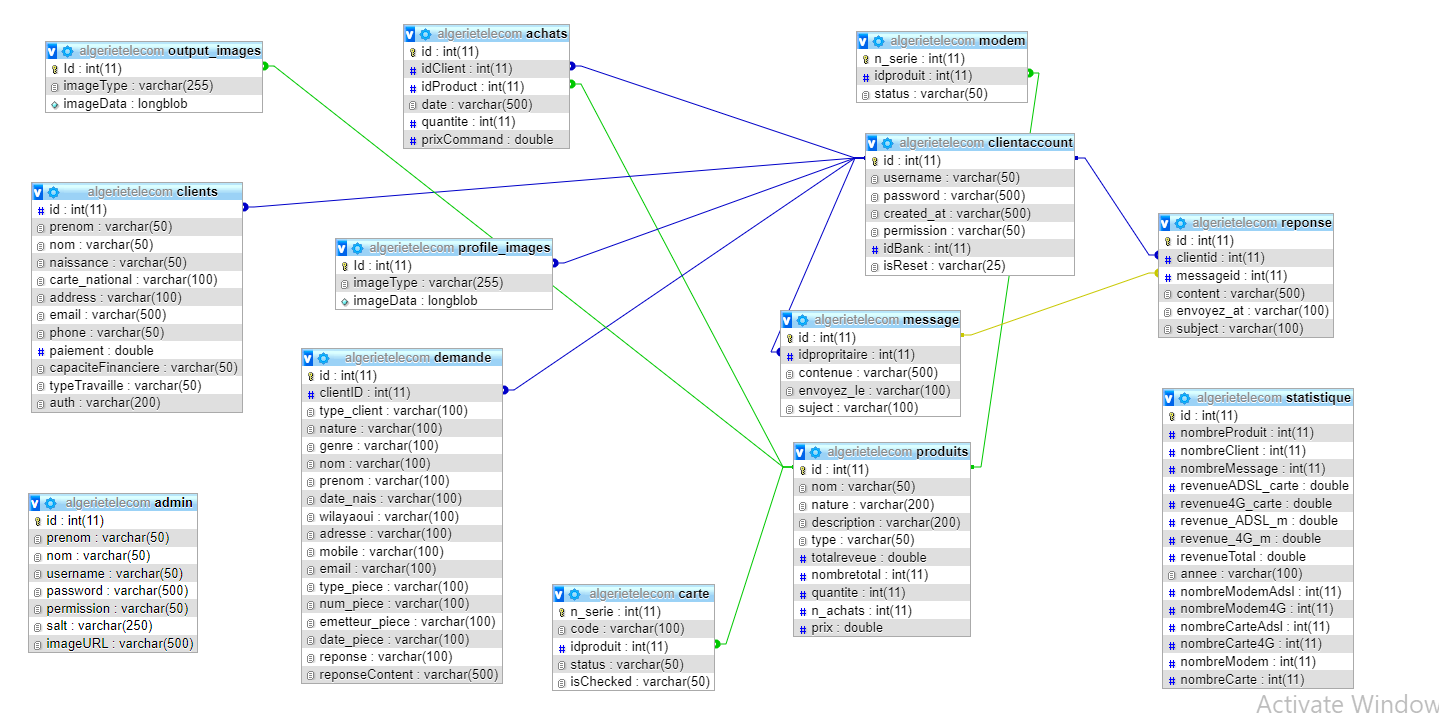 algerietelecom output_images
Id : int(11)
imageType : varchar(255)
imageData : longblob
algerietelecom achats
id : int(11)
idClient : int(11)
idProduct : int(11)
date : varchar(500)
quantite : int(11)
prixCommand : double
algerietelecom modem
n_serie : int(11)
idproduit : int(11)
status : varchar(50)
algerietelecom clientaccount
id : int(11)
username : varchar(50)
password : varchar(500)
created_at : varchar(500)
permission : varchar(50)
idBank : int(11)
isReset : varchar(25)
algerietelecom clients
id : int(11)
prenom : varchar(50)
nom : varchar(50)
naissance : varchar(50)
carte_national : varchar(100)
address : varchar(100)
email : varchar(500)
phone : varchar(50)
paiement : double
capaciteFinanciere : varchar(50)
typeTravaille : varchar(50)
auth : varchar(200)
algerietelecom profile_images
Id : int(11)
imageType : varchar(255)
imageData : longblob
algerietelecom reponse
id : int(11)
clientid : int(11)
messageid : int(11)
content : varchar(500)
envoyez_at : varchar(100)
subject : varchar(100)
algerietelecom message
id : int(11)
idpropritaire : int(11)
contenue : varchar(500)
envoyez_le : varchar(100)
suject : varchar(100)
algerietelecom demande
id : int(11)
clientID : int(11)
type_client : varchar(100)
nature : varchar(100)
genre : varchar(100)
nom : varchar(100)
prenom : varchar(100)
date_nais : varchar(100)
wilayaoui : varchar(100)
adresse : varchar(100)
mobile : varchar(100)
email : varchar(100)
type_piece : varchar(100)
num_piece : varchar(100)
emetteur_piece : varchar(100)
date_piece : varchar(100)
reponse : varchar(100)
reponseContent : varchar(500)
algerietelecom statistique
id : int(11)
nombreProduit : int(11)
nombreClient : int(11)
nombreMessage : int(11)
revenueADSL_carte : double
revenue4G_carte : double
revenue_ADSL_m : double
revenue_4G_m : double
revenueTotal : double
annee : varchar(100)
nombreModemAdsl : int(11)
nombreModem4G : int(11)
nombreCarteAdsl : int(11)
nombreCarte4G : int(11)
nombreModem : int(11)
nombreCarte : int(11)
algerietelecom produits
id : int(11)
nom : varchar(50)
nature : varchar(200)
description : varchar(200)
type : varchar(50)
totalreveue : double
nombretotal : int(11)
quantite : int(11)
n_achats : int(11)
prix : double
algerietelecom admin
id : int(11)
prenom : varchar(50)
nom : varchar(50)
username : varchar(50)
password : varchar(500)
permission : varchar(50)
salt : varchar(250)
imageURL : varchar(500)
algerietelecom carte
n_serie : int(11)
code : varchar(100)
idproduit : int(11)
status : varchar(50)
isChecked : varchar(50)
Activate Window